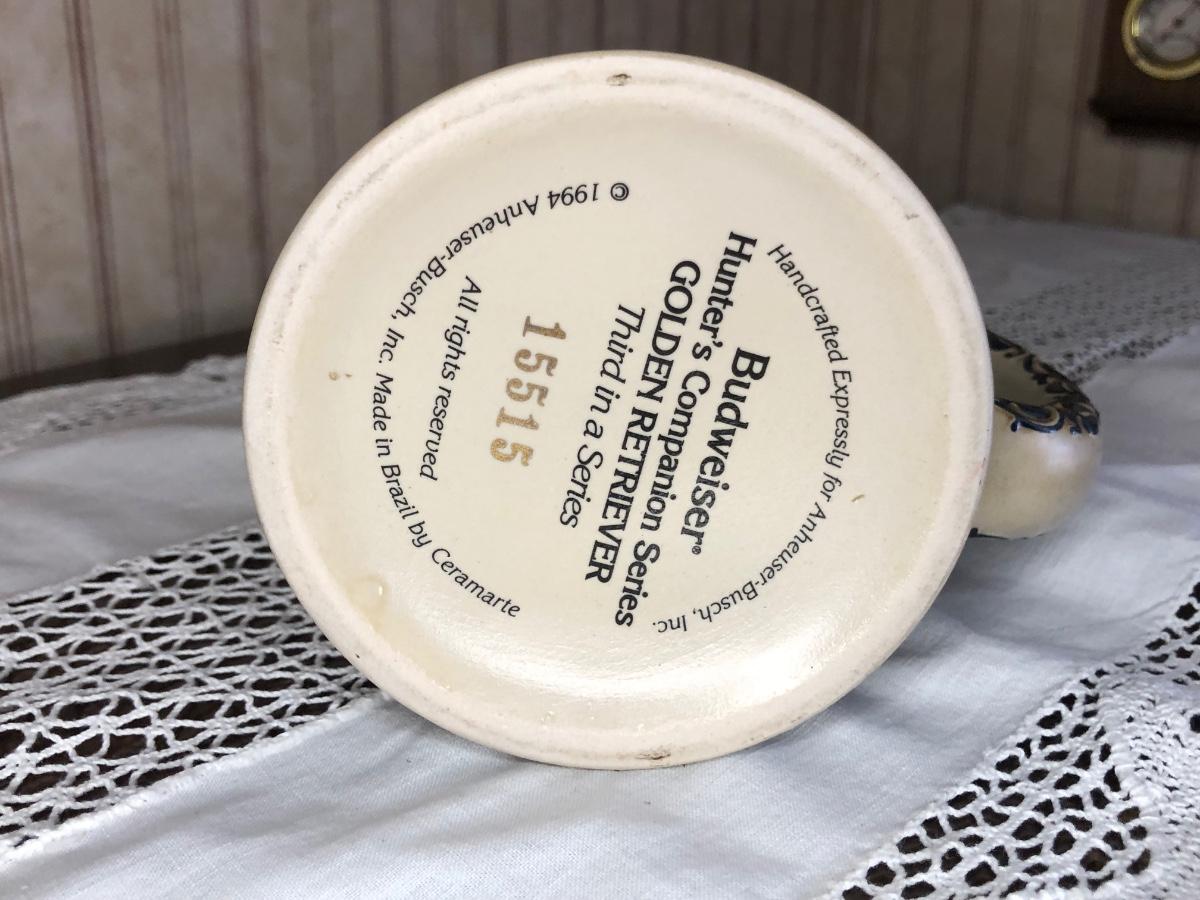 Handcrafted Expressly for Anheuser-Busch, Inc.
Budweiser®
Hunter's Companion Series
GOLDEN RETRIEVER
Third in a Series
15515
All rights reserved
© 1994 Anheuser-Busch, Inc. Made in Brazil by Ceramarte